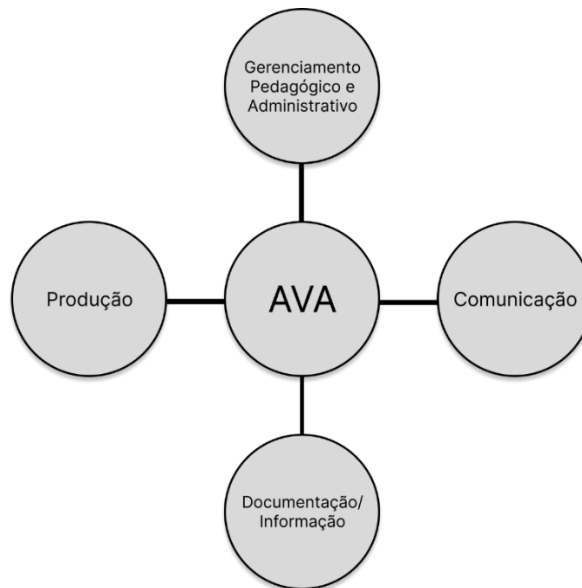 Gerenciamento
Pedagógico e
Administrativo
Produção
AVA
Comunicação
Documentação/
Informação